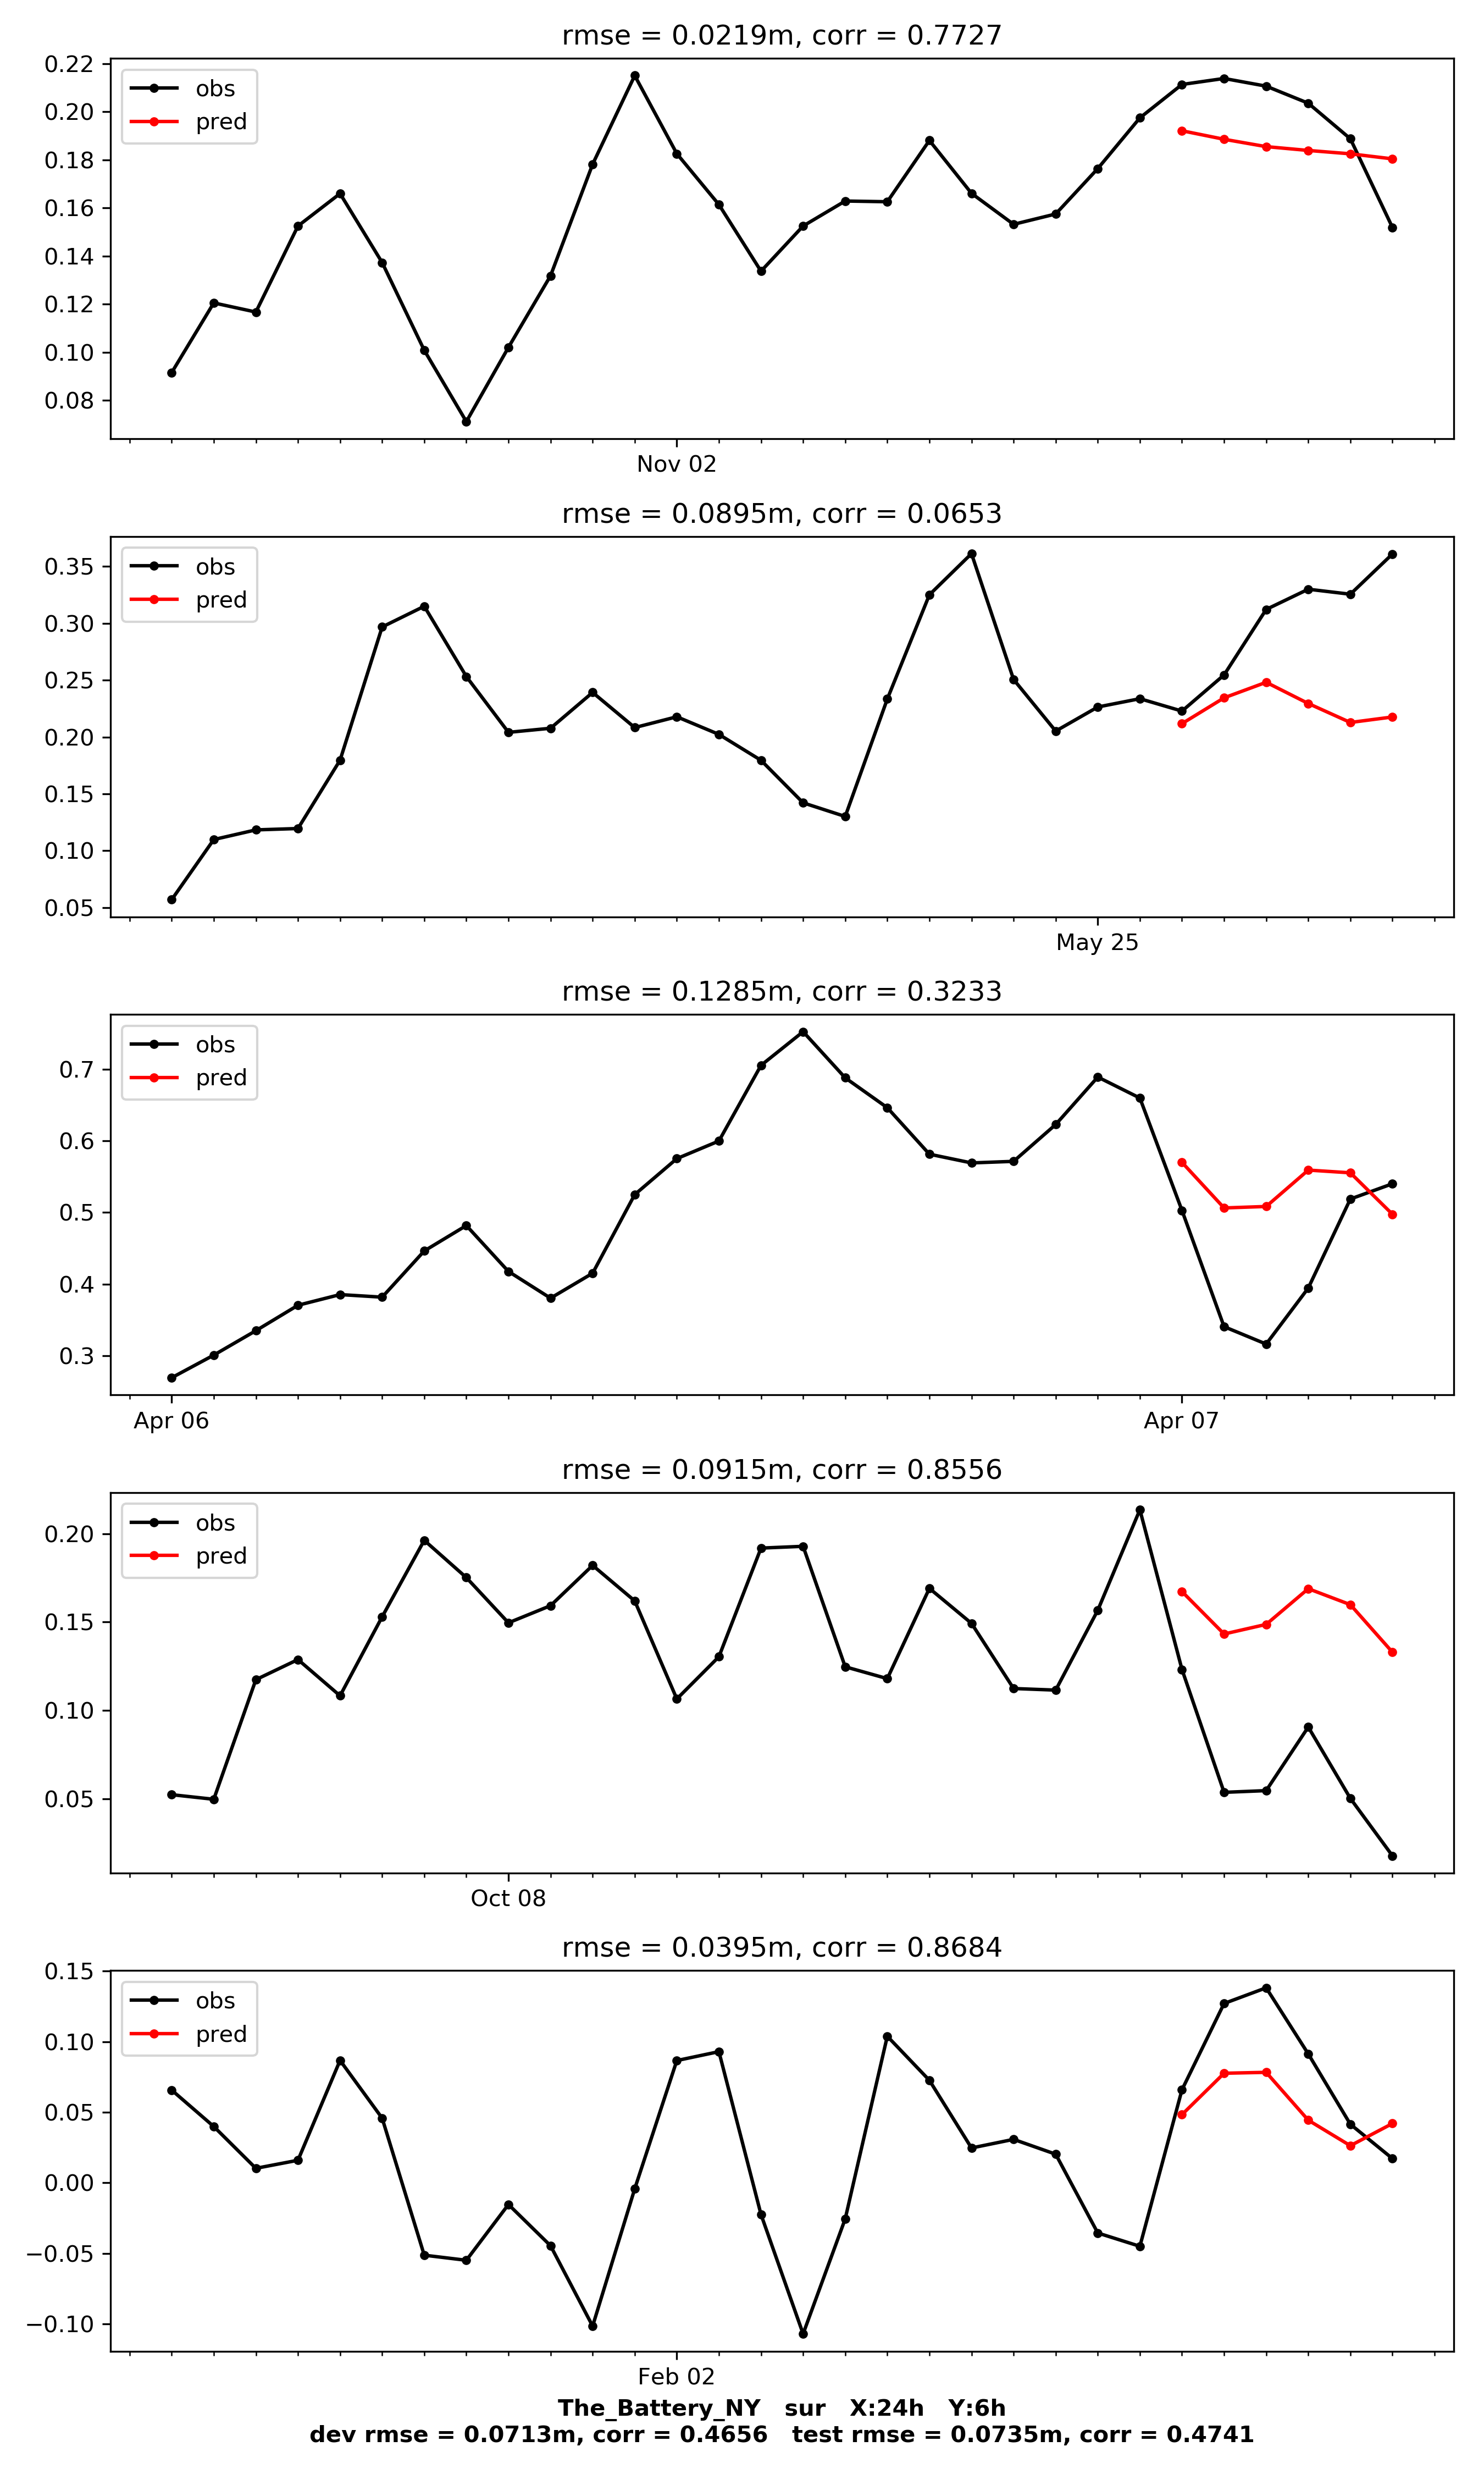 rmse = 0.0219m, corr = 0.7727
0.22
0.20
0.18
0.16
0.14
0.12
0.10
0.08
obs
pred
Nov 02
rmse = 0.0895m, corr = 0.0653
0.35
0.30
0.25
0.20
0.15
0.10
0.05
obs
pred
May 25
rmse = 0.1285m, corr = 0.3233
0.7
0.6
0.5
0.4
0.3
obs
pred
Apr 06
Apr 07
rmse = 0.0915m, corr = 0.8556
0.20
0.15
0.10
0.05
obs
pred
Oct 08
rmse = 0.0395m, corr = 0.8684
0.15
0.10
0.05
0.00
−0.05
−0.10
obs
pred
Feb 02
The_Battery_NY sur X:24h Y:6h
dev rmse = 0.0713m, corr = 0.4656 test rmse = 0.0735m, corr = 0.4741